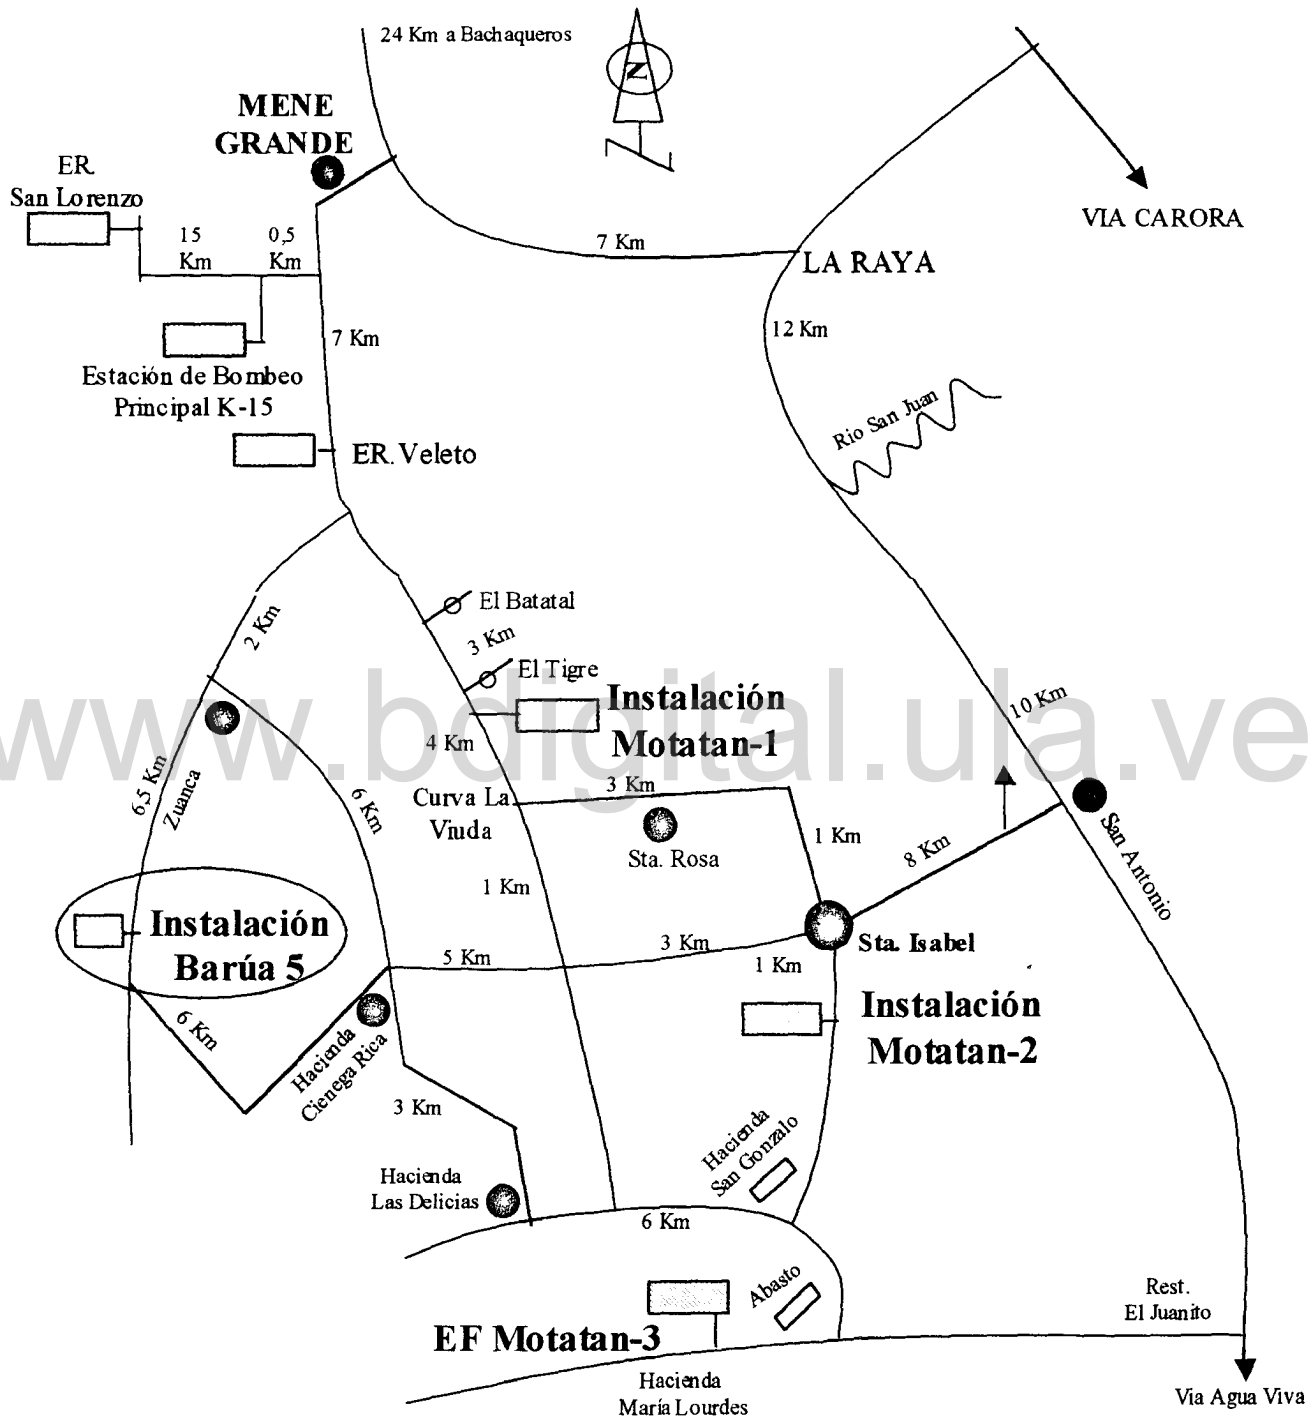 24 Km a Bachaqueros
N
MENE
GRANDE
ER.
San Lorenzo
15
Km
0,5
Km
VIA CARORA
7 Km
LA RAYA
12 Km
7 Km
Estación de Bombeo
Principal K-15
Rio San Juan
ER. Veleto
El Batatal
2 Km
3 Km
El Tigre
Instalación
Motatan-1
10 Km
www.bdigital.ula.ve
4 Km
6,5 Km
Zuanca
6 Km
Curva La
Viuda
3 Km
Sta. Rosa
1 Km
8 Km
San Antonio
1 Km
Instalación
Barúa 5
5 Km
3 Km
Sta. Isabel
1 Km
6 Km
Hacienda
Cienega Rica
Instalación
Motatan-2
3 Km
Hacienda
San Gonzalo
Hacienda
Las Delicias
6 Km
Abasto
Rest.
El Juanito
EF Motatan-3
Hacienda
María Lourdes
Via Agua Viva